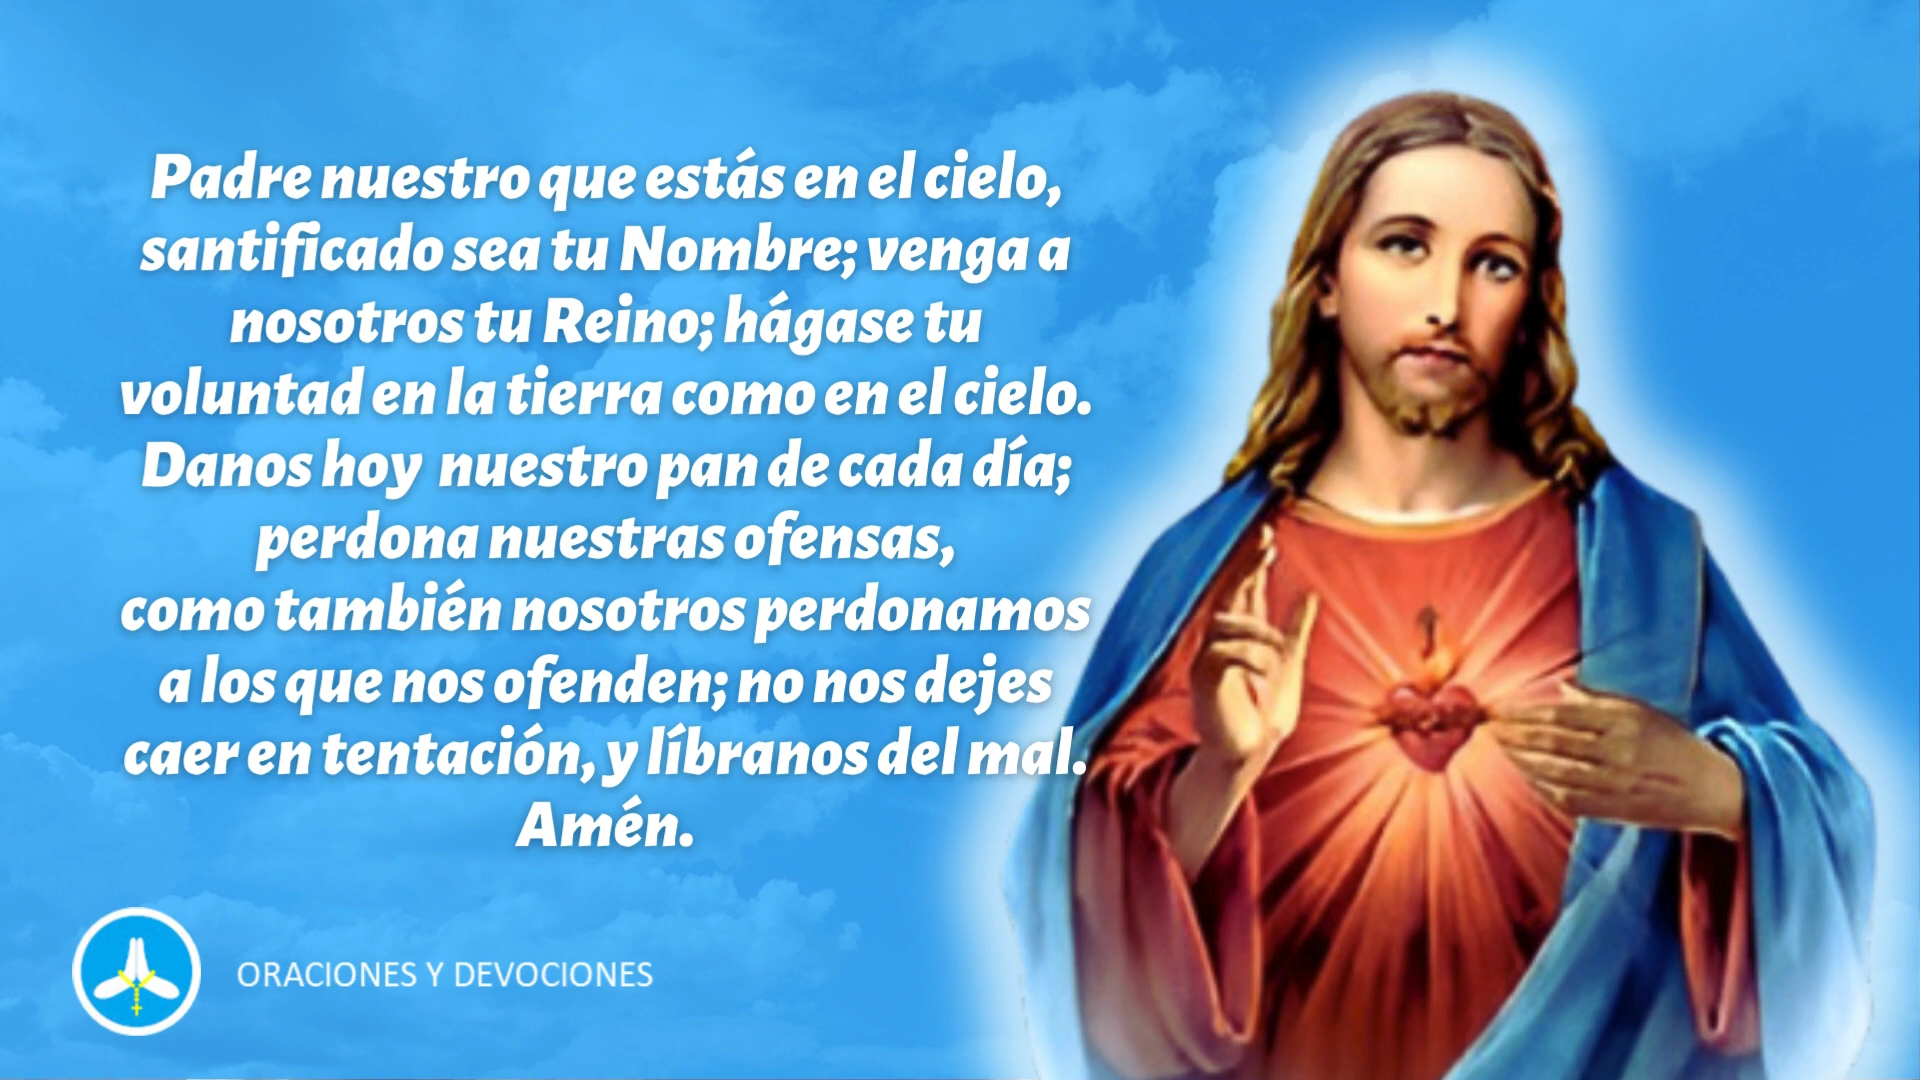 Padre nuestro que estás en el cielo,
santificado sea tu Nombre; venga a
nosotros tu Reino; hágase tu
voluntad en la tierra como en el cielo.
Danos hoy nuestro pan de cada día;
perdona nuestras ofensas,
como también nosotros perdonamos
a los que nos ofenden; no nos dejes
caer en tentación, y líbranos del mal.
Amén.
ORACIONES Y DEVOCIONES